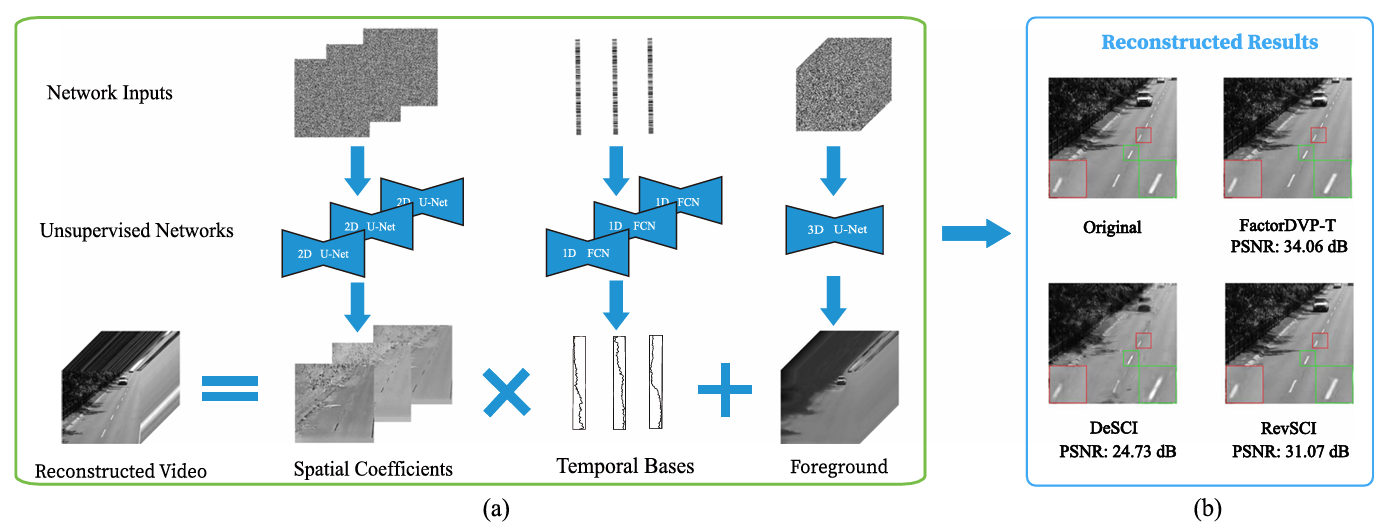 Network Inputs
Unsupervised Networks
2D U-Net
2D U-Net
2D U-Net
1D FCN
1D FCN
1D FCN
3D U-Net
Reconstructed Video
Spatial Coefficients
Temporal Bases
Foreground
(a)
Reconstructed Results
Original
FactorDVP-T
PSNR: 34.06 dB
DeSCI
PSNR: 24.73 dB
RevSCI
PSNR: 31.07 dB
(b)